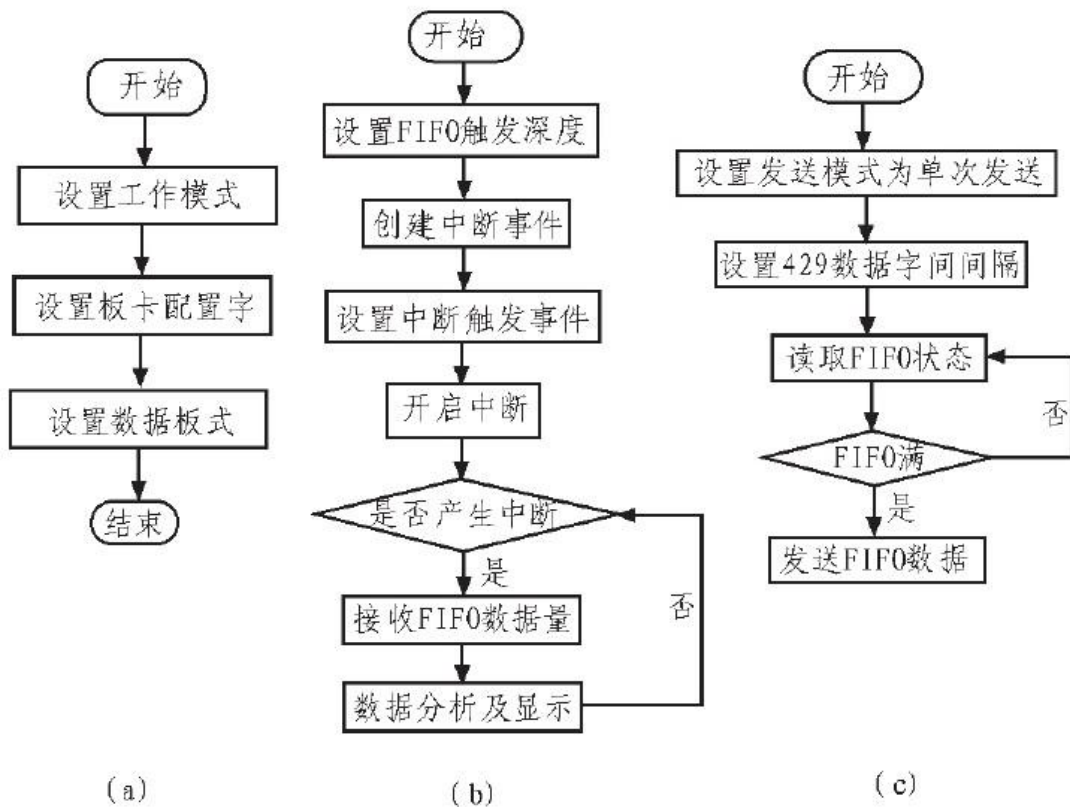 开始
设置工作模式
设置板卡配置字
设置数据板式
结束
(a)
开始
设置FIFO触发深度
创建中断事件
设置中断触发事件
开启中断
是否产生中断
是
接收FIFO数据量
否
数据分析及显示
(b)
开始
设置发送模式为单次发送
设置429数据字间间隔
读取FIFO状态
否
FIFO满
是
发送FIFO数据
(c)